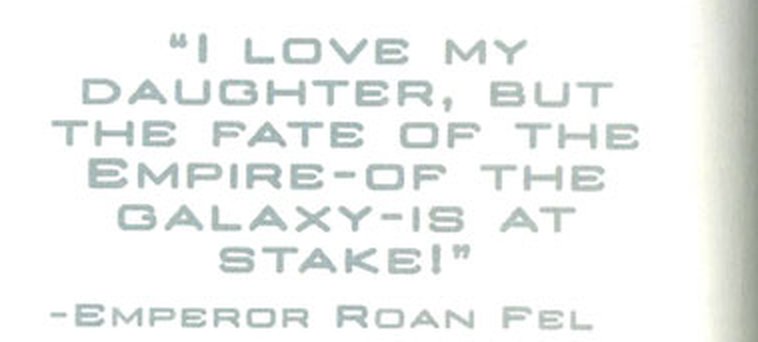 “I LOVE MY
DAUGHTER, BUT
THE FATE OF THE
EMPIRE-OF THE
GALAXY-IS AT
STAKE!”
-EMPEROR ROAN FEL